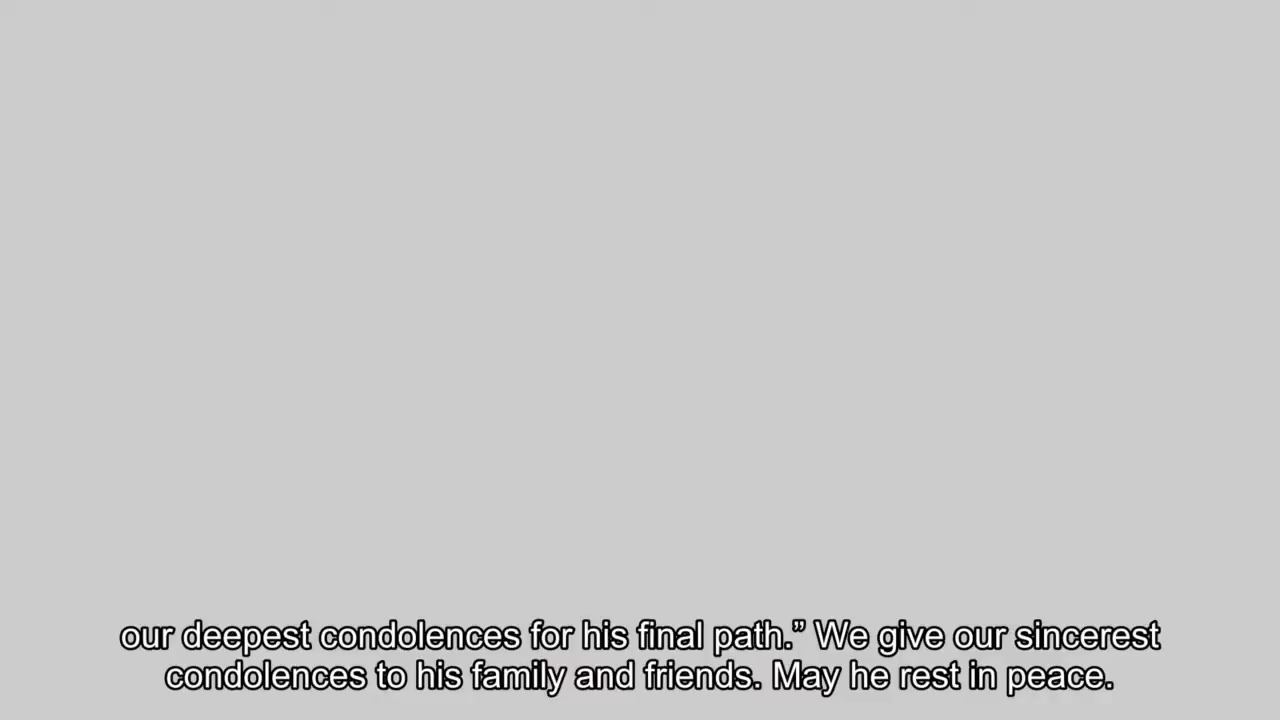 our deepest condolences for his final path.” We give our sincerest
condolences to his family and friends. May he rest in peace.